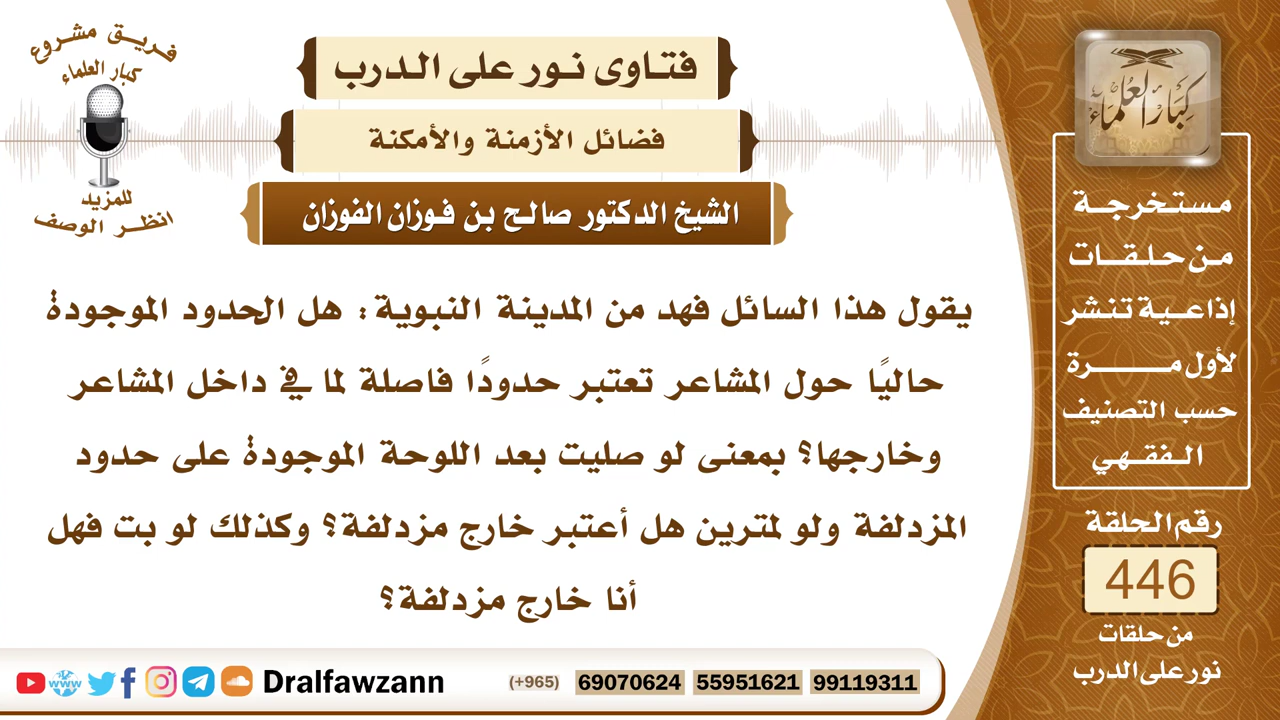 فريق مشروع
كبار العلماء
للمزيد
انظر الوصف
فتاوى نور على الدرب
فضائل الأزمنة والأمكنة
الشيخ الدكتور صالح بن فوزان الفوزان
يقول هذا السائل فهد من المدينة النبوية: هل الحدود الموجودة
حاليًا حول المشاعر تعتبر حدودًا فاصلة لما في داخل المشاعر
وخارجها؟ بمعنى لو صليت بعد اللوحة الموجودة على حدود
المزدلفة ولو لمترين هل أعتبر خارج مزدلفة؟ وكذلك لو بت فهل
أنا خارج مزدلفة؟
كبار العلماء
مستخرجة
من حلقات
إذاعية تنشر
لأول مرة
حسب التصنيف
الفقهي
رقم الحلقة
446
من حلقات
نور على الدرب
www Dralfawzann (+965) 69070624 55951621 99119311